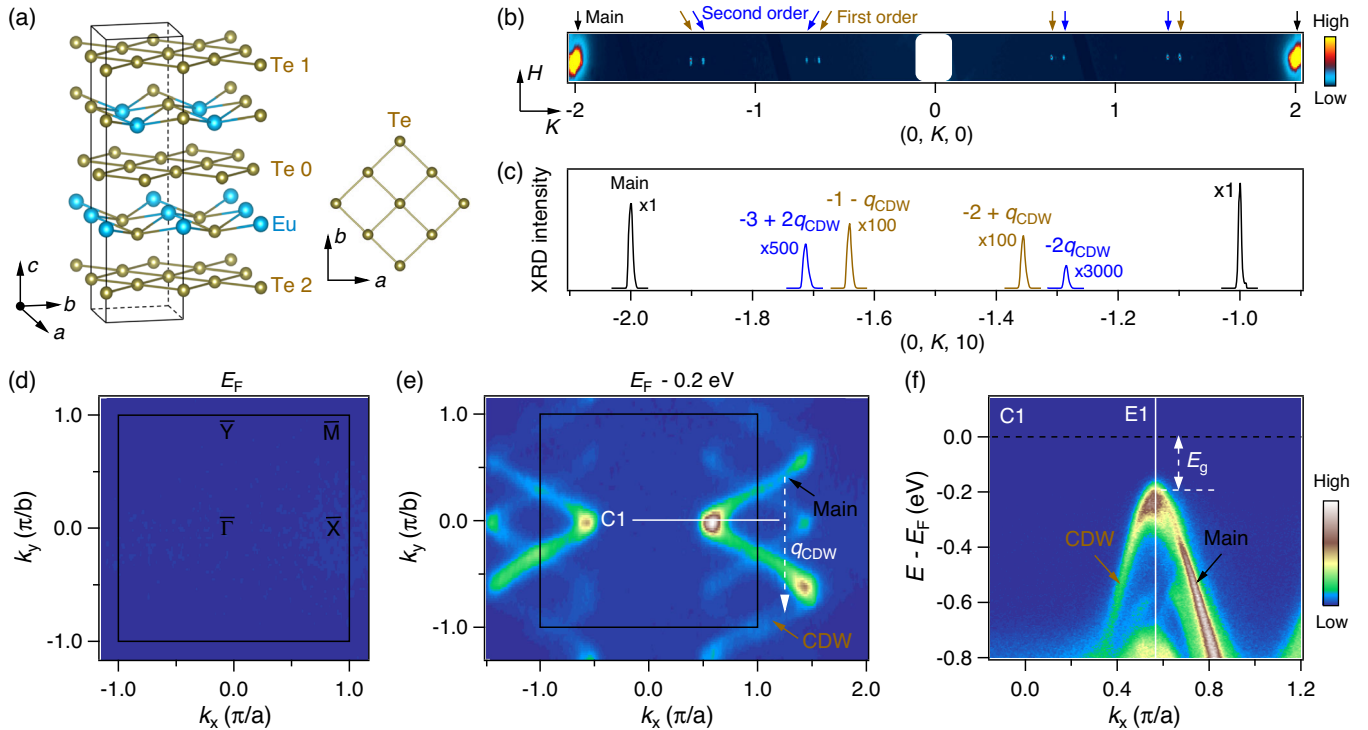 (a)
Te 1
Te 0
Eu
Te 2
c
b
a
Te
b
a
(b)
Main
Second order
First order
High
Low
H
K
-2 -1 0 1 2
(0, K, 0)
(c)
XRD intensity
Main
x1
-3 + 2qCDW
x500
-1 - qCDW
x100
-2 + qCDW
x100
-2qCDW
x3000
x1
-2.0 -1.8 -1.6 -1.4 -1.2 -1.0
(0, K, 10)
(d)
EF
ky (π/b)
1.0
0.0
-1.0
Y̅ M̅
Γ̅ X̅
-1.0 0.0 1.0
kx (π/a)
(e)
EF - 0.2 eV
ky (π/b)
1.0
0.0
-1.0
C1
Main
qCDW
CDW
-1.0 0.0 1.0 2.0
kx (π/a)
(f)
E - EF (eV)
0.0
-0.2
-0.4
-0.6
-0.8
C1
E1
Eg
CDW
Main
0.0 0.4 0.8 1.2
kx (π/a)
High
Low